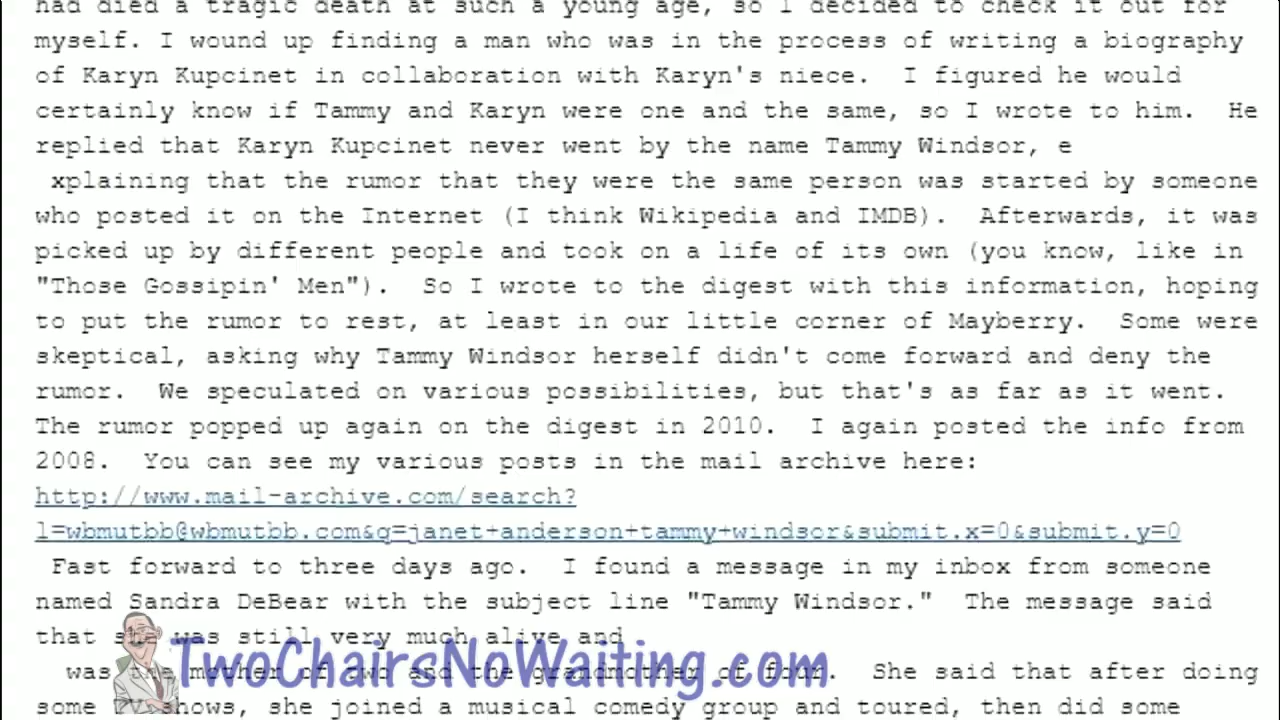 had died a tragic death at such a young age, so I decided to check it out for
myself. I wound up finding a man who was in the process of writing a biography
of Karyn Kupcinet in collaboration with Karyn's niece.  I figured he would
certainly know if Tammy and Karyn were one and the same, so I wrote to him.  He
replied that Karyn Kupcinet never went by the name Tammy Windsor, e
xplaining that the rumor that they were the same person was started by someone
who posted it on the Internet (I think Wikipedia and IMDB).  Afterwards, it was
picked up by different people and took on a life of its own (you know, like in
"Those Gossipin' Men").  So I wrote to the digest with this information, hoping
to put the rumor to rest, at least in our little corner of Mayberry.  Some were
skeptical, asking why Tammy Windsor herself didn't come forward and deny the
rumor.  We speculated on various possibilities, but that's as far as it went.
The rumor popped up again on the digest in 2010.  I again posted the info from
2008.  You can see my various posts in the mail archive here:
http://www.mail-archive.com/search?
l=wbmutbb@wbmutbb.com&q=janet+anderson+tammy+windsor&submit.x=0&submit.y=0
Fast forward to three days ago.  I found a message in my inbox from someone
named Sandra DeBear with the subject line "Tammy Windsor."  The message said
that she was still very much alive and
was the mother of two and the grandmother of four.  She said that after doing
TwoChairsNoWaiting.com
some shows, she joined a musical comedy group and toured, then did some